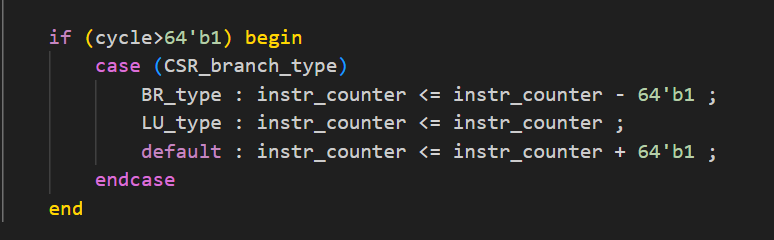 if (cycle>64'b1) begin
case (CSR_branch_type)
BR_type : instr_counter <= instr_counter - 64'b1 ;
LU_type : instr_counter <= instr_counter ;
default : instr_counter <= instr_counter + 64'b1 ;
endcase
end